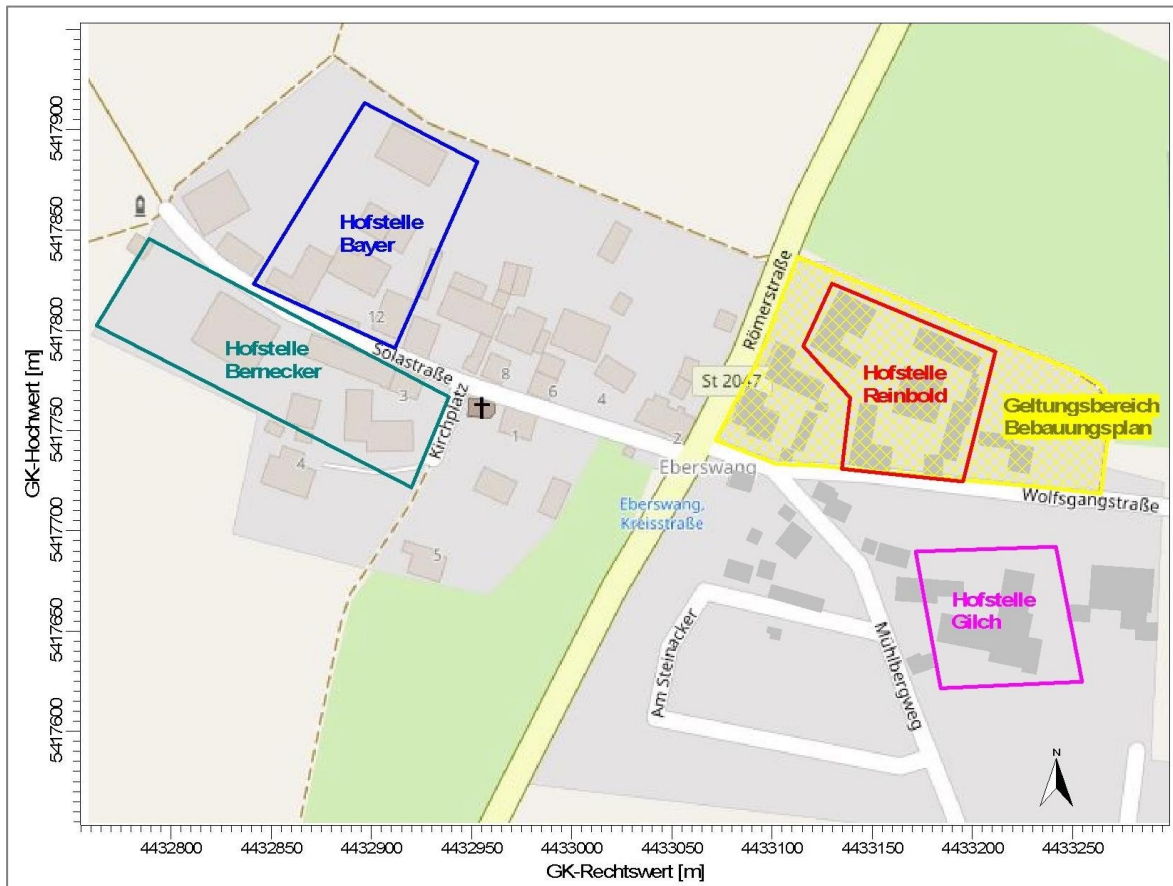 5417900
5417850
5417800
5417750
5417700
5417650
5417600
GK-Hochwert [m]
Hofstelle
Bayer
12
Solastraße
Hofstelle
Bernecker
3
8
6
4
2
1
4
5
Kirchplatz
Römerstraße
St 2047
Hofstelle
Reinbold
Geltungsbereich
Bebauungsplan
Eberswang
Eberswang,
Kreisstraße
Wolfsgangstraße
Hofstelle
Gilch
Am Steinacker
Mühlbergweg
N
4432800
4432850
4432900
4432950
4433000
4433050
4433100
4433150
4433200
4433250
GK-Rechtswert [m]